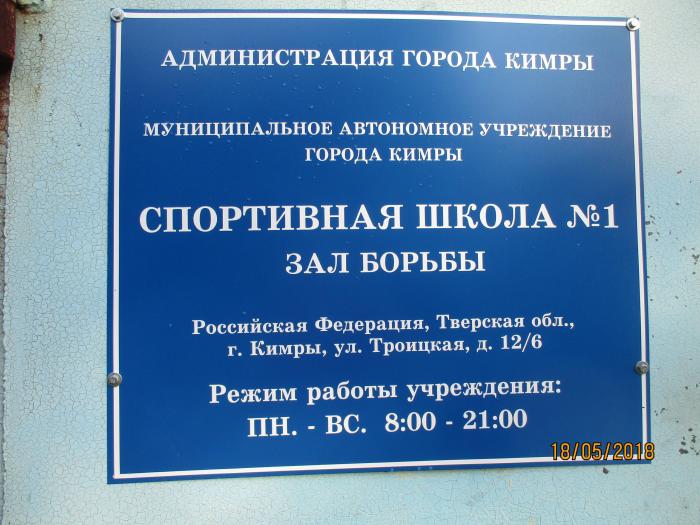 АДМИНИСТРАЦИЯ ГОРОДА КИМРЫ
МУНИЦИПАЛЬНОЕ АВТОНОМНОЕ УЧРЕЖДЕНИЕ
ГОРОДА КИМРЫ
СПОРТИВНАЯ ШКОЛА №1
ЗАЛ БОРЬБЫ
Российская Федерация, Тверская обл.,
г. Кимры, ул. Троицкая, д. 12/6
Режим работы учреждения:
ПН. - ВС. 8:00 - 21:00
18/05/2018